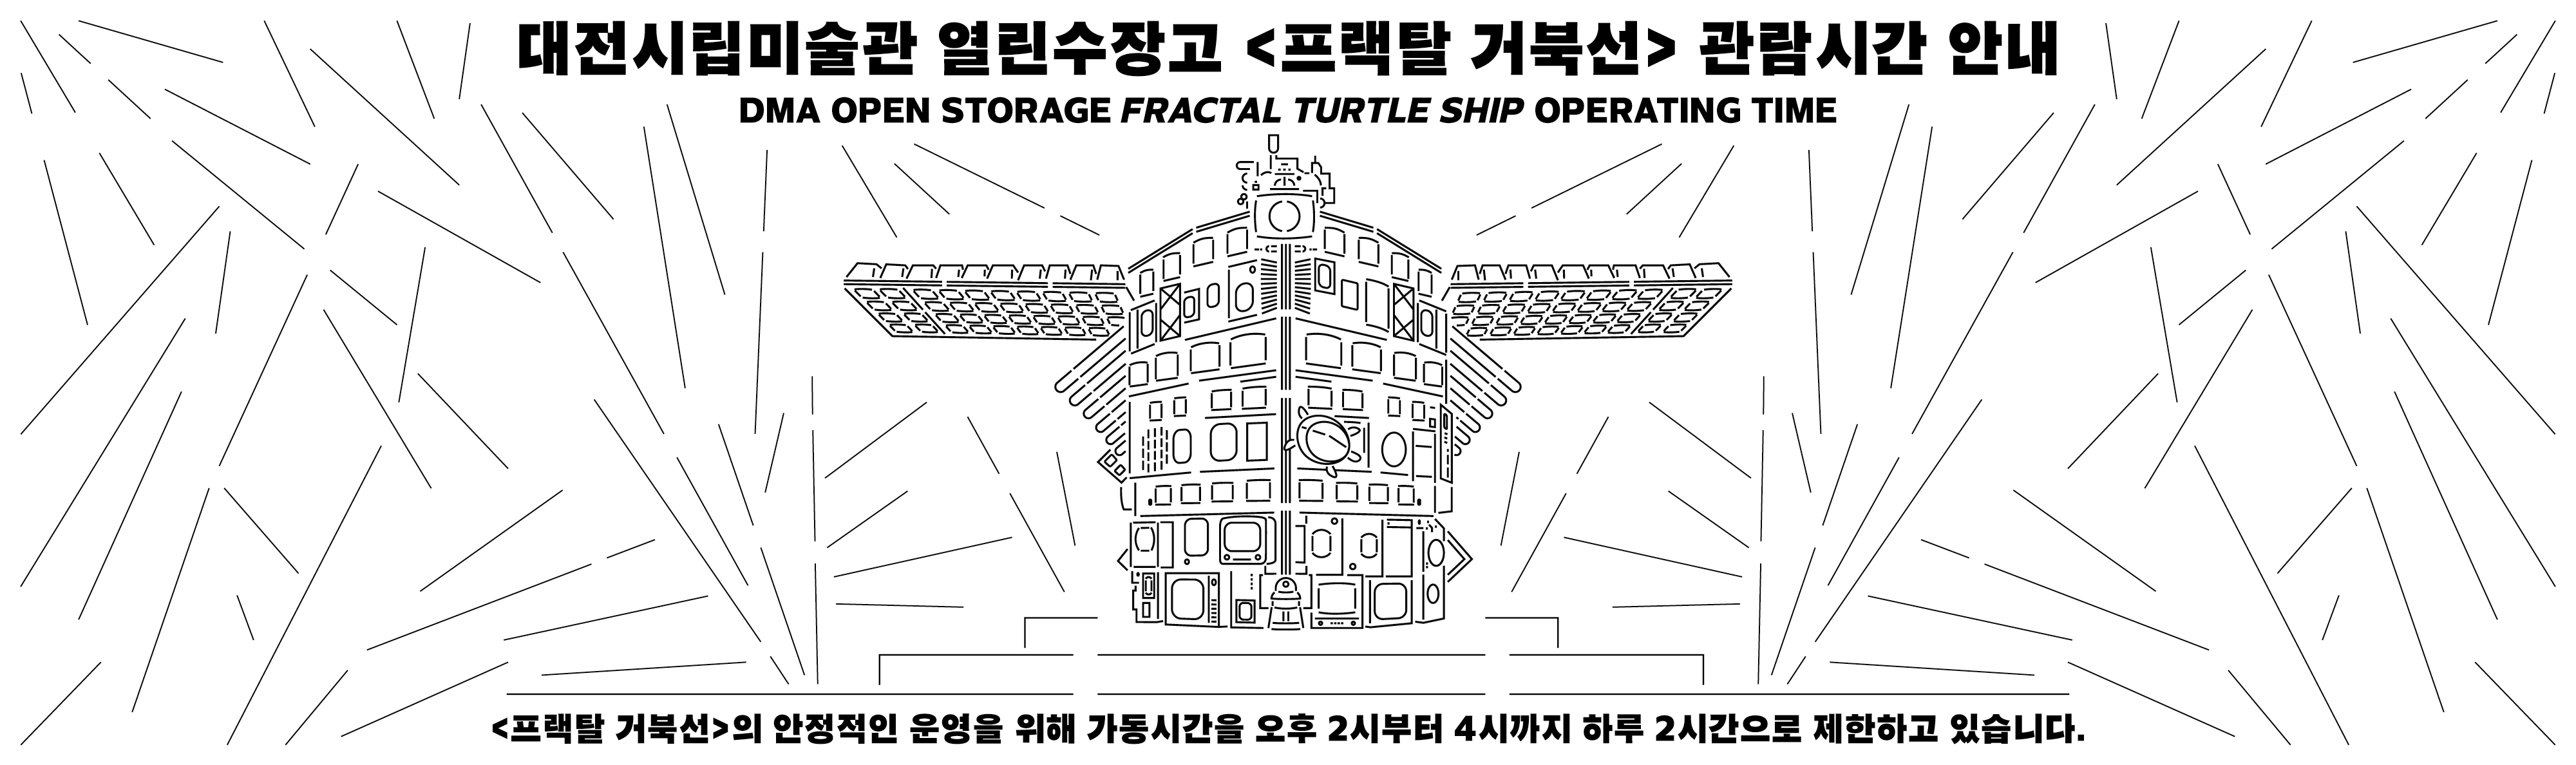 대전시립미술관 열린수장고 <프랙탈 거북선> 관람시간 안내
DMA OPEN STORAGE FRACTAL TURTLE SHIP OPERATING TIME
<프랙탈 거북선>의 안정적인 운영을 위해 가동시간을 오후 2시부터 4시까지 하루 2시간으로 제한하고 있습니다.